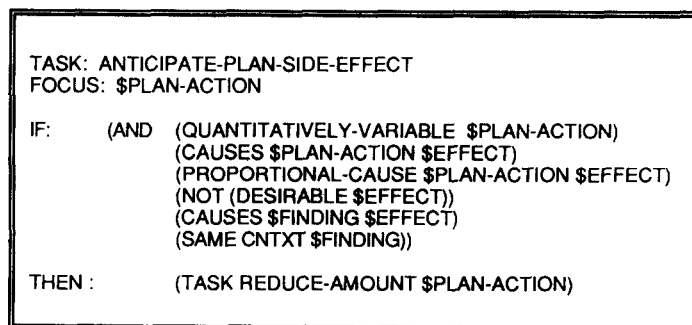 TASK: ANTICIPATE-PLAN-SIDE-EFFECT
FOCUS: $PLAN-ACTION
IF: (AND (QUANTITATIVELY-VARIABLE $PLAN-ACTION)
(CAUSES $PLAN-ACTION $EFFECT)
(PROPORTIONAL-CAUSE $PLAN-ACTION $EFFECT)
(NOT (DESIRABLE $EFFECT))
(CAUSES $FINDING $EFFECT)
(SAME CNTXT $FINDING))
THEN : (TASK REDUCE-AMOUNT $PLAN-ACTION)